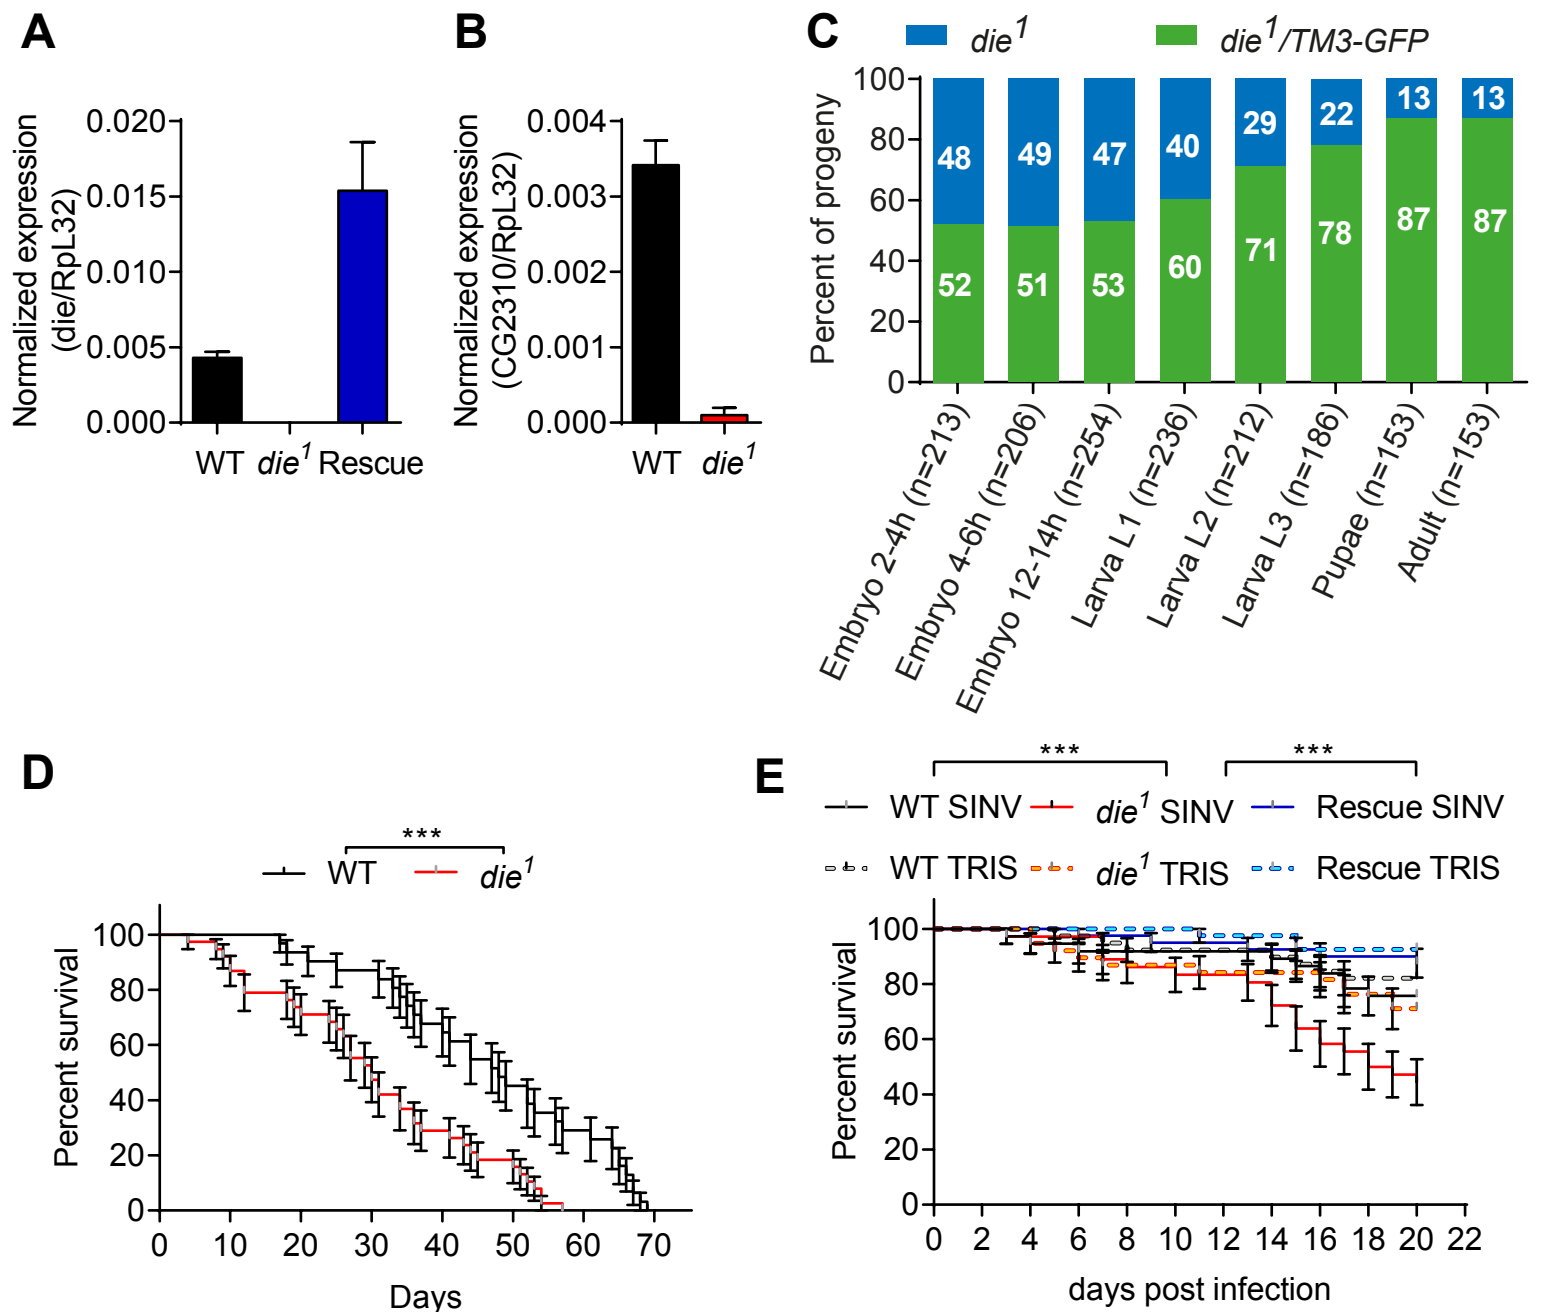 A
Normalized expression
(die/RpL32)
0.020
0.015
0.010
0.005
0.000
WT die1 Rescue
B
Normalized expression
(CG2310/RpL32)
0.004
0.003
0.002
0.001
0.000
WT die1
C
die1 die1/TM3-GFP
Percent of progeny
100
80
60
40
20
0
48 49 47 40 29 22 13 13
52 51 53 60 71 78 87 87
Embryo 2-4h (n=213)
Embryo 4-6h (n=206)
Embryo 12-14h (n=254)
Larva L1 (n=236)
Larva L2 (n=212)
Larva L3 (n=186)
Pupae (n=153)
Adult (n=153)
D
***
WT die1
Percent survival
100
80
60
40
20
0
0 10 20 30 40 50 60 70
Days
E
*** ***
WT SINV die1 SINV Rescue SINV
WT TRIS die1 TRIS Rescue TRIS
Percent survival
100
80
60
40
20
0
0 2 4 6 8 10 12 14 16 18 20 22
days post infection